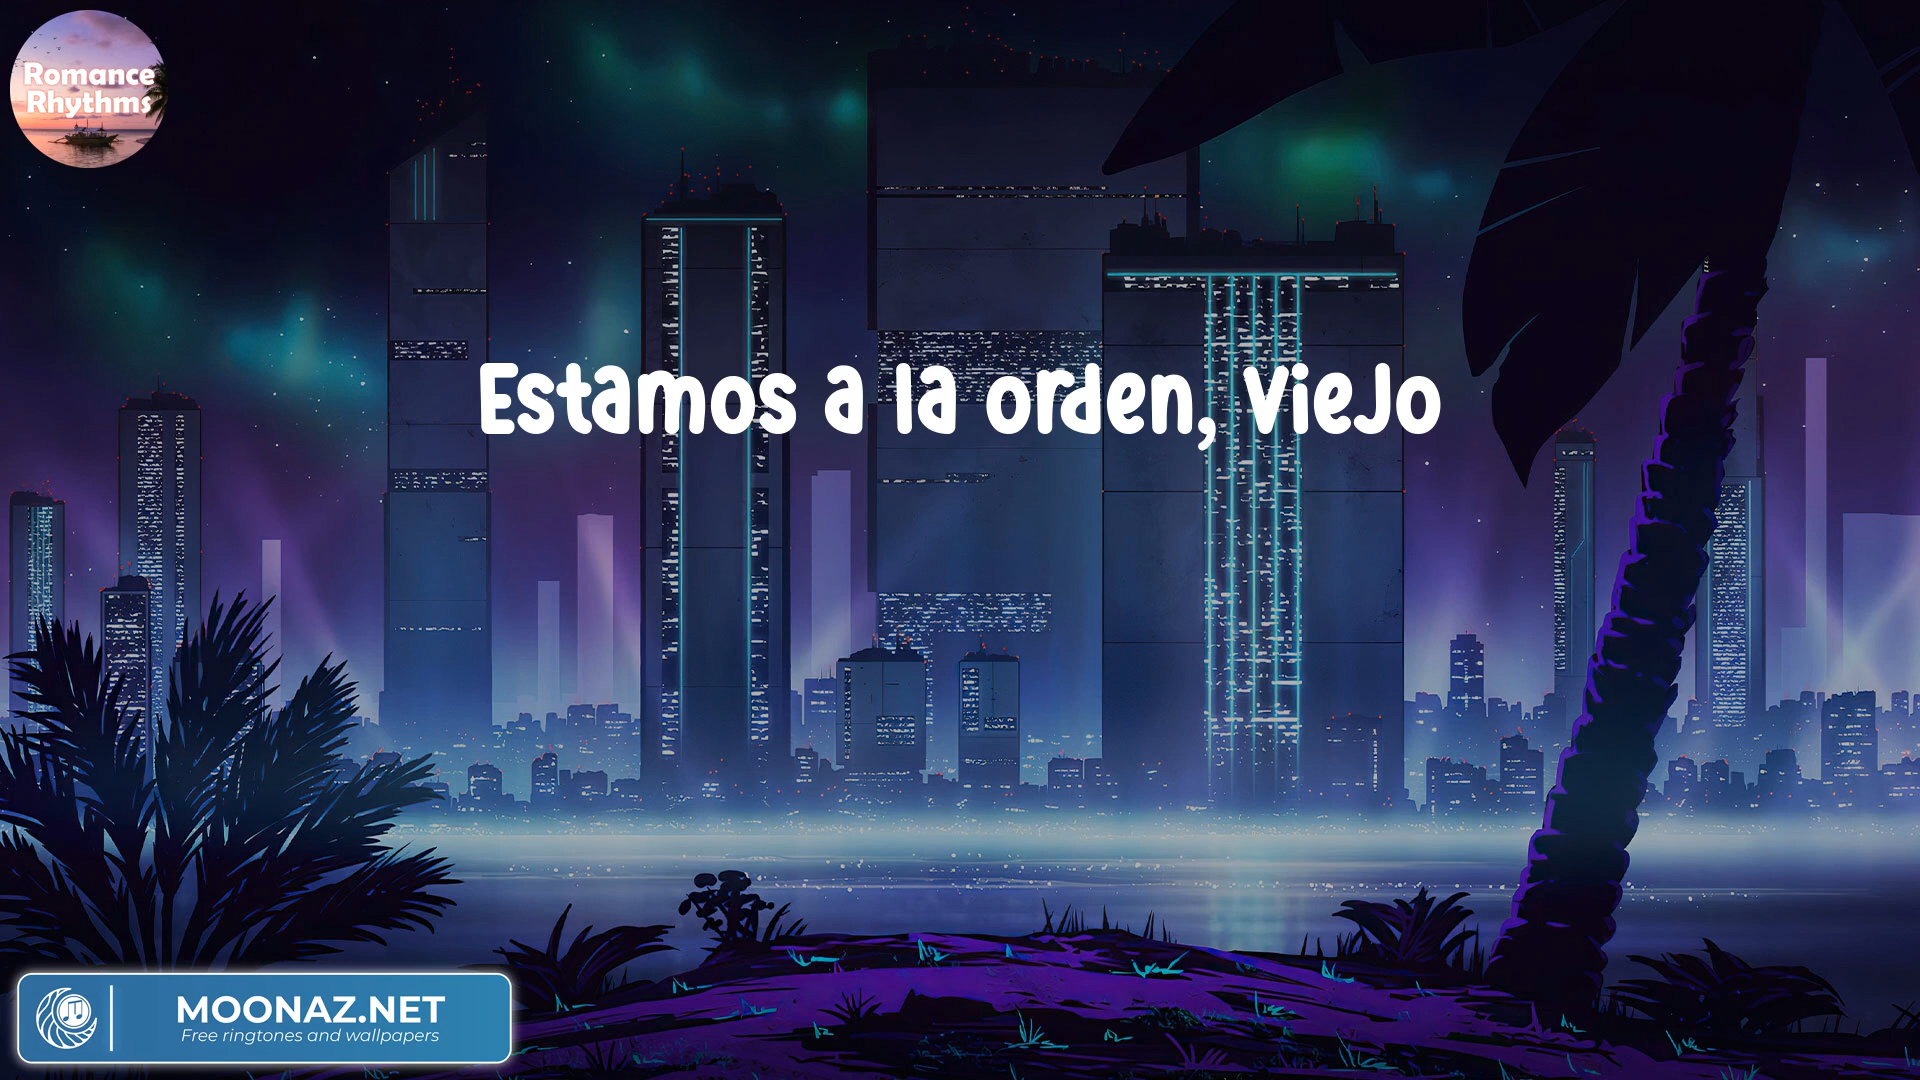 Romance
Rhythms
Estamos a la orden, viejo
MOONAZ.NET
Free ringtones and wallpapers